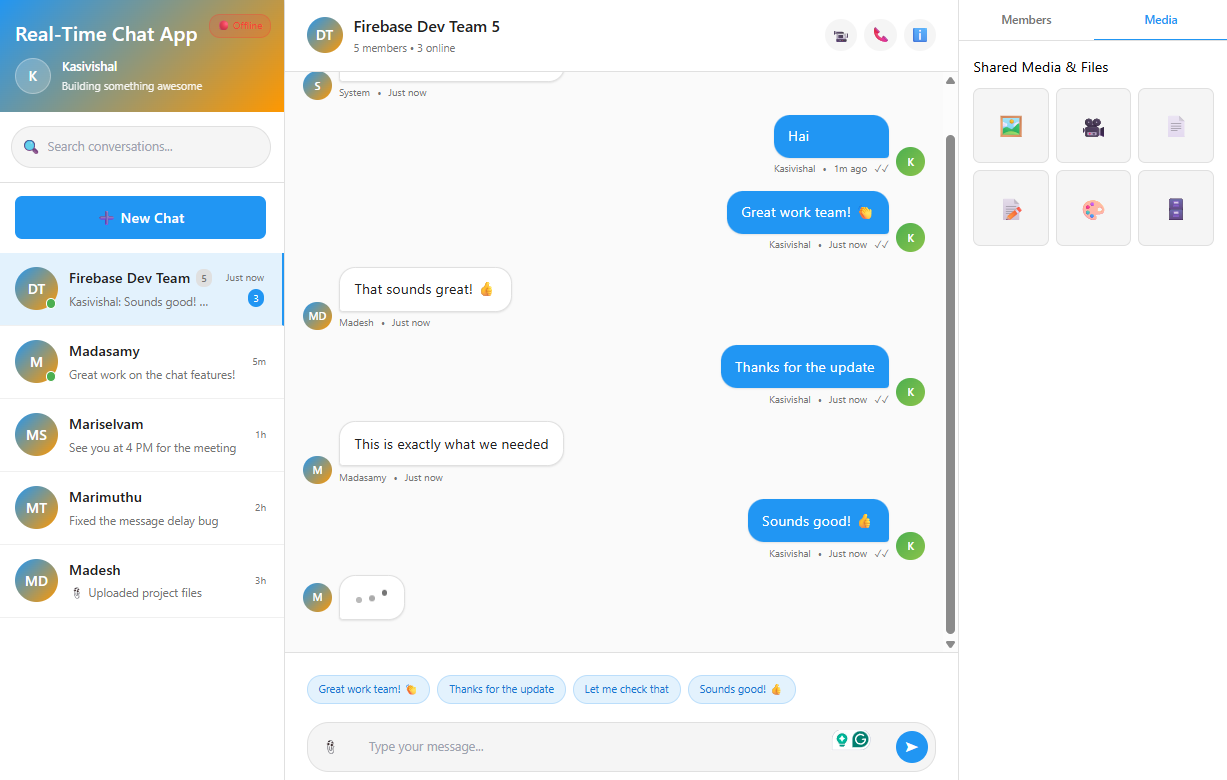 Real-Time Chat App
Offline
K
Kasivishal
Building something awesome
Search conversations...
New Chat
DT
Firebase Dev Team 5
Just now
Kasivishal: Sounds good! ...
3
M
Madasamy
5m
Great work on the chat features!
MS
Mariselvam
1h
See you at 4 PM for the meeting
MT
Marimuthu
2h
Fixed the message delay bug
MD
Madesh
3h
Uploaded project files
DT
Firebase Dev Team 5
5 members • 3 online
S
System • Just now
Hai
Kasivishal • 1m ago ✓✓
K
Great work team! 👏
Kasivishal • Just now ✓✓
K
That sounds great! 👍
MD
Madesh • Just now
Thanks for the update
Kasivishal • Just now ✓✓
K
This is exactly what we needed
M
Madasamy • Just now
Sounds good! 👍
Kasivishal • Just now ✓✓
K
M
Great work team! 👏
Thanks for the update
Let me check that
Sounds good! 👍
Type your message...
Members
Media
Shared Media & Files